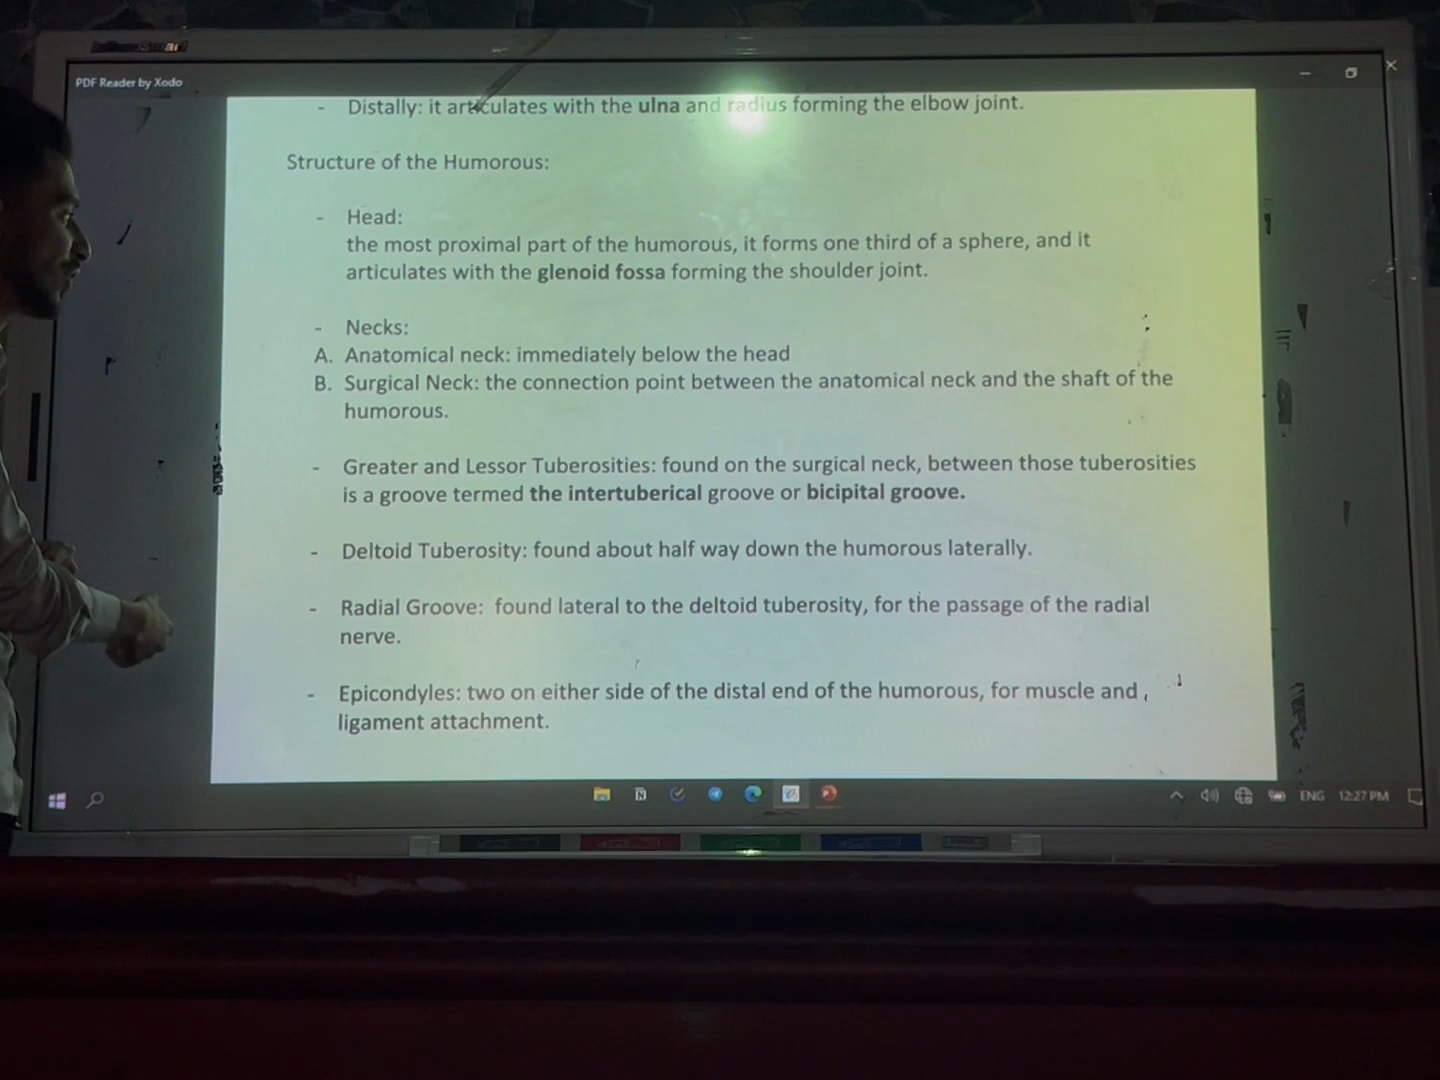 PDF Reader by Xodo
- Distally: it articulates with the ulna and radius forming the elbow joint.
Structure of the Humorous:
- Head:
the most proximal part of the humorous, it forms one third of a sphere, and it
articulates with the glenoid fossa forming the shoulder joint.
- Necks:
A. Anatomical neck: immediately below the head
B. Surgical Neck: the connection point between the anatomical neck and the shaft of the
humorous.
- Greater and Lessor Tuberosities: found on the surgical neck, between those tuberosities
is a groove termed the intertuberical groove or bicipital groove.
- Deltoid Tuberosity: found about half way down the humorous laterally.
- Radial Groove: found lateral to the deltoid tuberosity, for the passage of the radial
nerve.
- Epicondyles: two on either side of the distal end of the humorous, for muscle and
ligament attachment.
ENG 12:27 PM